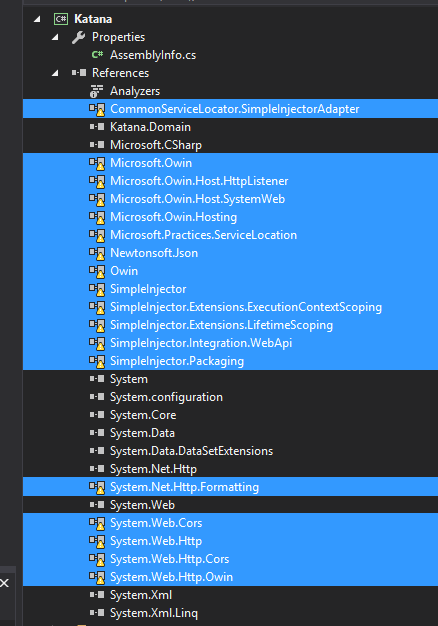 C# Katana
Properties
C# AssemblyInfo.cs
References
Analyzers
CommonServiceLocator.SimpleInjectorAdapter
Katana.Domain
Microsoft.CSharp
Microsoft.Owin
Microsoft.Owin.Host.HttpListener
Microsoft.Owin.Host.SystemWeb
Microsoft.Owin.Hosting
Microsoft.Practices.ServiceLocation
Newtonsoft.Json
Owin
SimpleInjector
SimpleInjector.Extensions.ExecutionContextScoping
SimpleInjector.Extensions.LifetimeScoping
SimpleInjector.Integration.WebApi
SimpleInjector.Packaging
System
System.configuration
System.Core
System.Data
System.Data.DataSetExtensions
System.Net.Http
System.Net.Http.Formatting
System.Web
System.Web.Cors
System.Web.Http
System.Web.Http.Cors
System.Web.Http.Owin
System.Xml
System.Xml.Linq